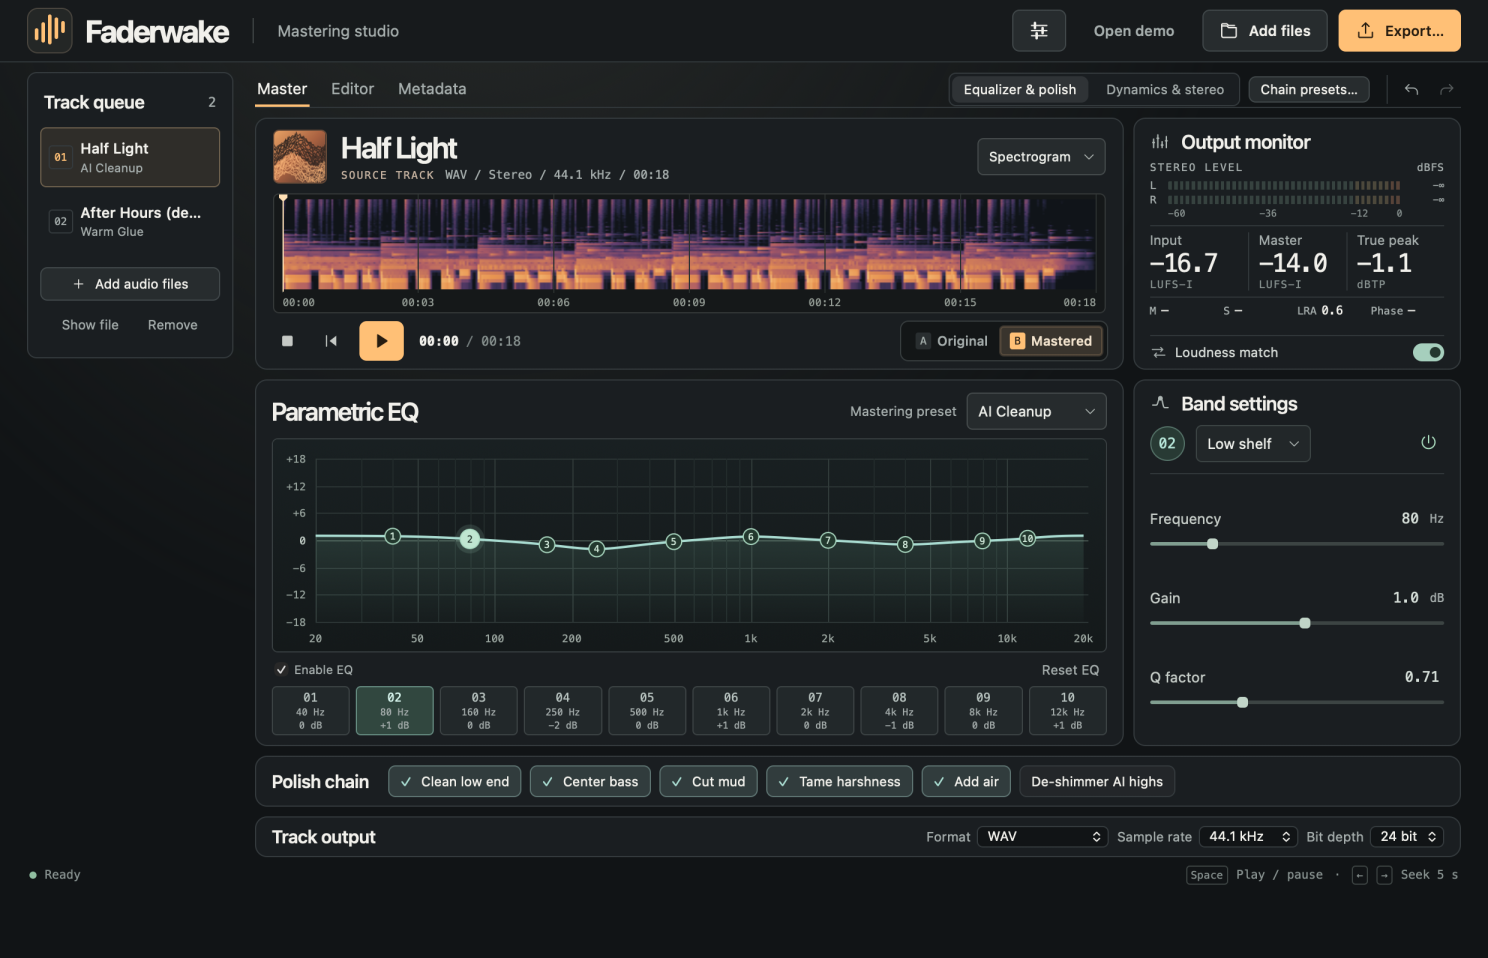 Faderwake
Mastering studio
Open demo
Add files
Export...
Track queue 2
01 Half Light
AI Cleanup
02 After Hours (de...
Warm Glue
+ Add audio files
Show file Remove
Master Editor Metadata
Equalizer & polish Dynamics & stereo Chain presets...
Half Light
SOURCE TRACK WAV / Stereo / 44.1 kHz / 00:18
Spectrogram
00:00 00:03 00:06 00:09 00:12 00:15 00:18
00:00 / 00:18
A Original B Mastered
Output monitor
STEREO LEVEL dBFS
L −∞
R −∞
−60 −36 −12 0
Input Master True peak
−16.7 −14.0 −1.1
LUFS-I LUFS-I dBTP
M − S − LRA 0.6 Phase −
Loudness match
Parametric EQ
Mastering preset AI Cleanup
+18
+12
+6
0
−6
−12
−18
1 2 3 4 5 6 7 8 9 10
20 50 100 200 500 1k 2k 5k 10k 20k
Enable EQ Reset EQ
01 02 03 04 05 06 07 08 09 10
40 Hz 80 Hz 160 Hz 250 Hz 500 Hz 1k Hz 2k Hz 4k Hz 8k Hz 12k Hz
0 dB +1 dB 0 dB −2 dB 0 dB +1 dB 0 dB −1 dB 0 dB +1 dB
Band settings
02 Low shelf
Frequency 80 Hz
Gain 1.0 dB
Q factor 0.71
Polish chain Clean low end Center bass Cut mud Tame harshness Add air De-shimmer AI highs
Track output Format WAV Sample rate 44.1 kHz Bit depth 24 bit
Ready
Space Play / pause · ← → Seek 5 s